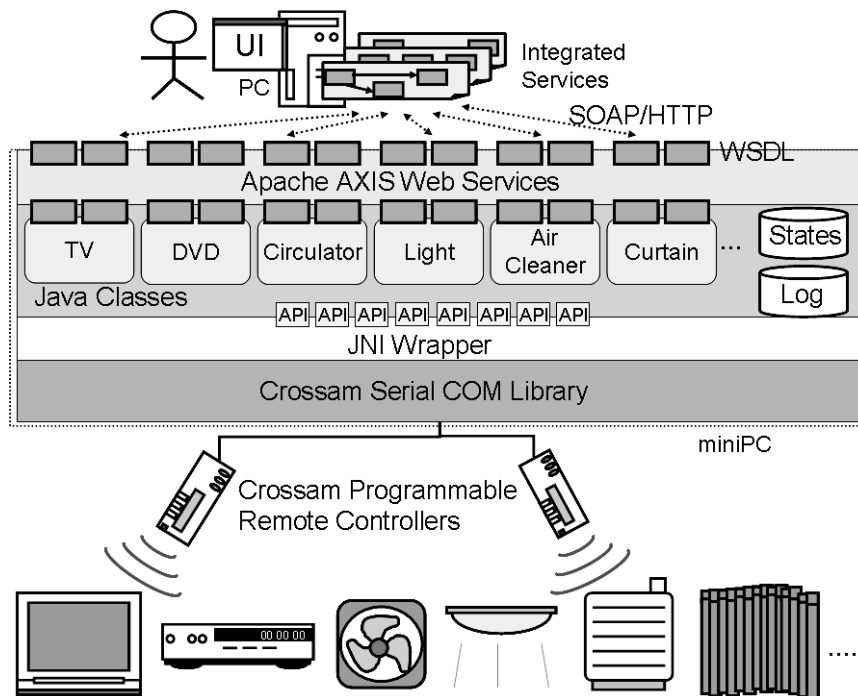 UI
PC
Integrated
Services
SOAP/HTTP
WSDL
Apache AXIS Web Services
TV
DVD
Circulator
Light
Air
Cleaner
Curtain
...
States
Java Classes
Log
API API API API API API API API
JNI Wrapper
Crossam Serial COM Library
miniPC
Crossam Programmable
Remote Controllers
00 00 00
....